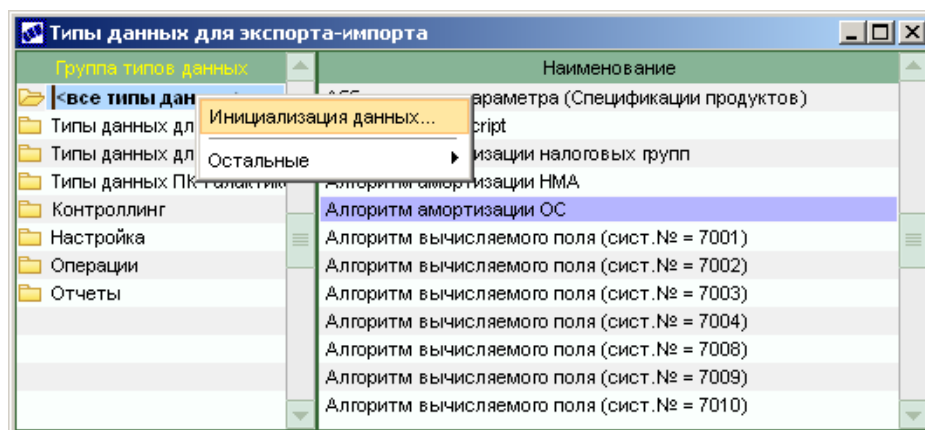 Типы данных для экспорта-импорта
Группа типов данных
Наименование
<все типы дан
араметра (Спецификации продуктов)
Инициализация данных...
Типы данных дл
cript
Типы данных дл
Остальные
изации налоговых групп
Типы данных ПК
Алгоритм амортизации НМА
Контроллинг
Алгоритм амортизации ОС
Настройка
Алгоритм вычисляемого поля (сист.№ = 7001)
Операции
Алгоритм вычисляемого поля (сист.№ = 7002)
Отчеты
Алгоритм вычисляемого поля (сист.№ = 7003)
Алгоритм вычисляемого поля (сист.№ = 7004)
Алгоритм вычисляемого поля (сист.№ = 7008)
Алгоритм вычисляемого поля (сист.№ = 7009)
Алгоритм вычисляемого поля (сист.№ = 7010)